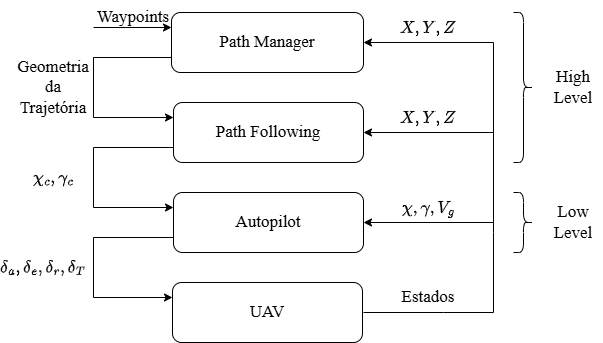 Waypoints
Path Manager
X, Y, Z
Geometria
da
Trajetória
High
Level
Path Following
X, Y, Z
χc, γc
Autopilot
χ, γ, Vg
Low
Level
δa, δe, δr, δT
UAV
Estados